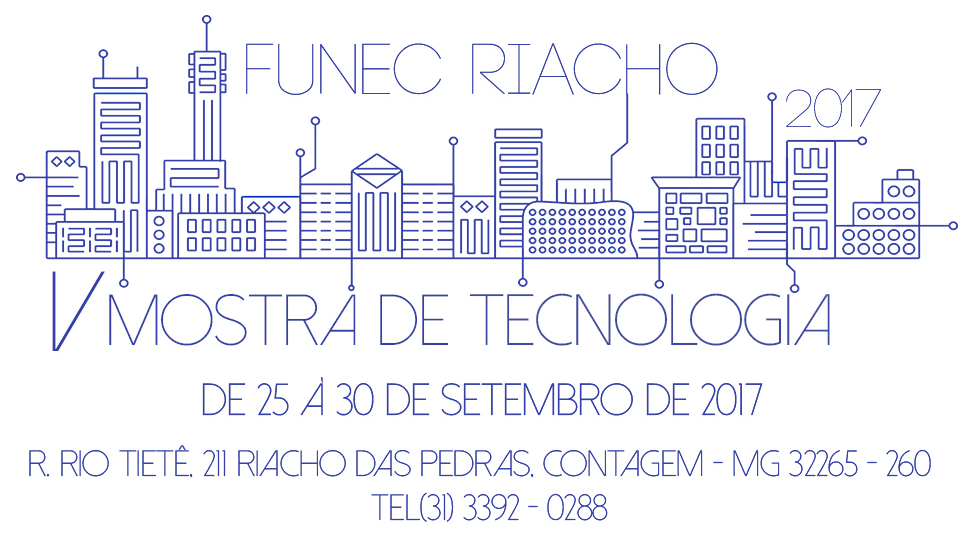 FUNEC RIACHO
2017
V MOSTRA DE TECNOLOGIA
DE 25 À 30 DE SETEMBRO DE 2017
R. RIO TIETÊ, 211 RIACHO DAS PEDRAS, CONTAGEM - MG 32265 - 260
TEL(31) 3392 - 0288